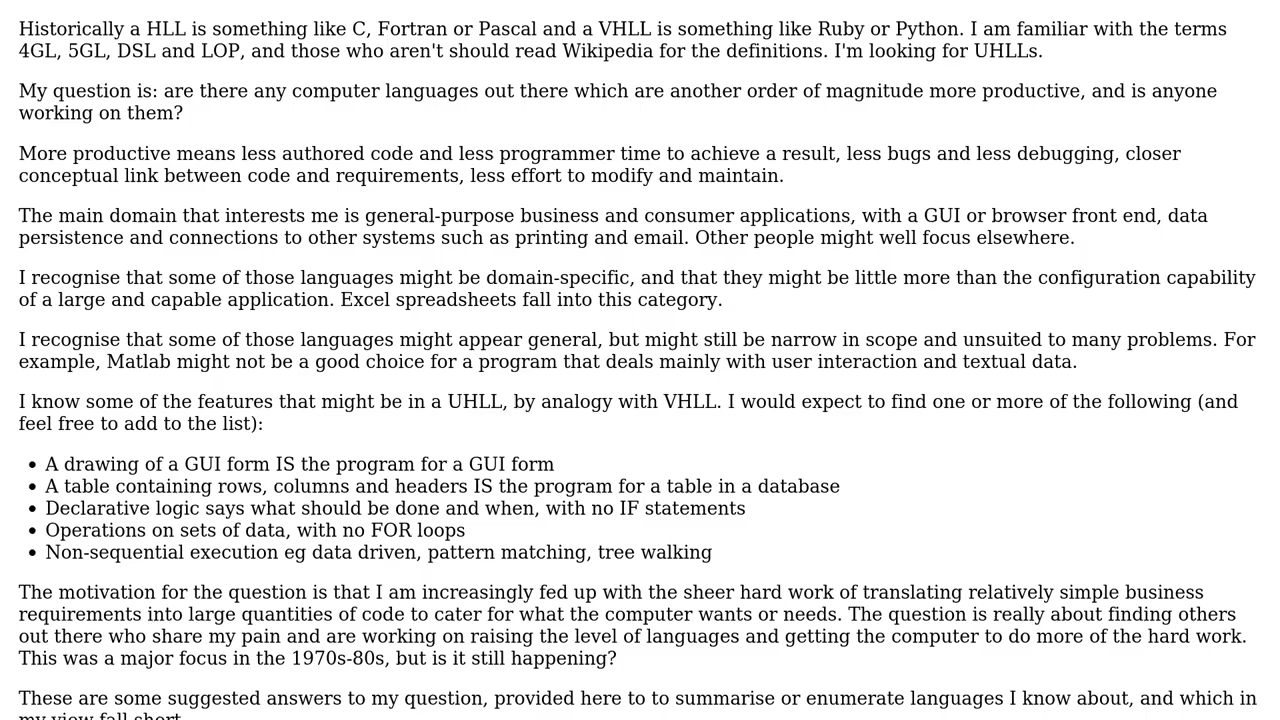 Historically a HLL is something like C, Fortran or Pascal and a VHLL is something like Ruby or Python. I am familiar with the terms
4GL, 5GL, DSL and LOP, and those who aren't should read Wikipedia for the definitions. I'm looking for UHLLs.
My question is: are there any computer languages out there which are another order of magnitude more productive, and is anyone
working on them?
More productive means less authored code and less programmer time to achieve a result, less bugs and less debugging, closer
conceptual link between code and requirements, less effort to modify and maintain.
The main domain that interests me is general-purpose business and consumer applications, with a GUI or browser front end, data
persistence and connections to other systems such as printing and email. Other people might well focus elsewhere.
I recognise that some of those languages might be domain-specific, and that they might be little more than the configuration capability
of a large and capable application. Excel spreadsheets fall into this category.
I recognise that some of those languages might appear general, but might still be narrow in scope and unsuited to many problems. For
example, Matlab might not be a good choice for a program that deals mainly with user interaction and textual data.
I know some of the features that might be in a UHLL, by analogy with VHLL. I would expect to find one or more of the following (and
feel free to add to the list):
• A drawing of a GUI form IS the program for a GUI form
• A table containing rows, columns and headers IS the program for a table in a database
• Declarative logic says what should be done and when, with no IF statements
• Operations on sets of data, with no FOR loops
• Non-sequential execution eg data driven, pattern matching, tree walking
The motivation for the question is that I am increasingly fed up with the sheer hard work of translating relatively simple business
requirements into large quantities of code to cater for what the computer wants or needs. The question is really about finding others
out there who share my pain and are working on raising the level of languages and getting the computer to do more of the hard work.
This was a major focus in the 1970s-80s, but is it still happening?
These are some suggested answers to my question, provided here to to summarise or enumerate languages I know about, and which in
my view fall short.